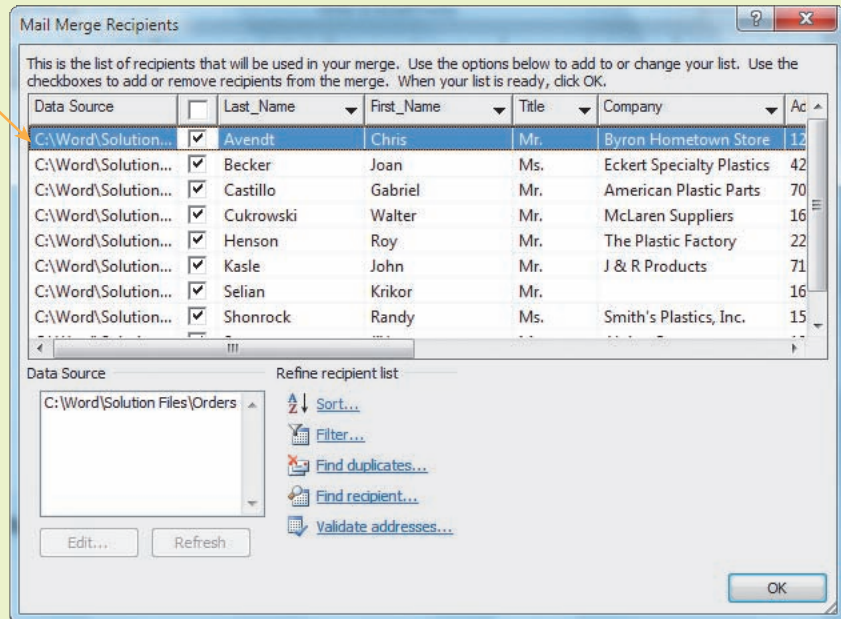 Mail Merge Recipients
This is the list of recipients that will be used in your merge. Use the options below to add to or change your list. Use the
checkboxes to add or remove recipients from the merge. When your list is ready, click OK.
Data Source Last_Name First_Name Title Company Ad
C:\Word\Solution... Avendt Chris Mr. Byron Hometown Store 12
C:\Word\Solution... Becker Joan Ms. Eckert Specialty Plastics 42
C:\Word\Solution... Castillo Gabriel Mr. American Plastic Parts 70
C:\Word\Solution... Cukrowski Walter Mr. McLaren Suppliers 16
C:\Word\Solution... Henson Roy Mr. The Plastic Factory 22
C:\Word\Solution... Kasle John Mr. J & R Products 71
C:\Word\Solution... Selian Krikor Mr. 16
C:\Word\Solution... Shonrock Randy Ms. Smith's Plastics, Inc. 15
Data Source Refine recipient list
C:\Word\Solution Files\Orders
Sort...
Filter...
Find duplicates...
Find recipient...
Validate addresses...
Edit... Refresh
OK